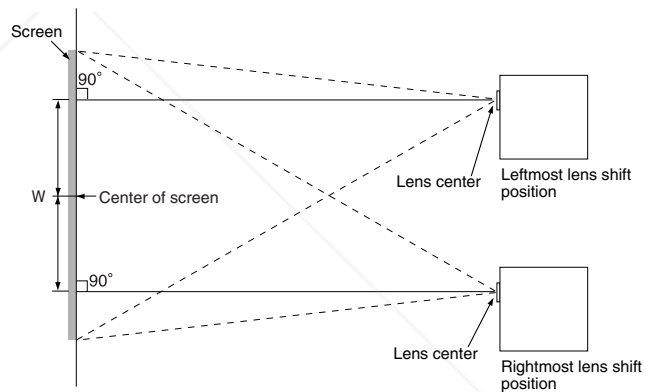 Screen
90°
Leftmost lens shift
position
Lens center
W
Center of screen
90°
Lens center
Rightmost lens shift
position